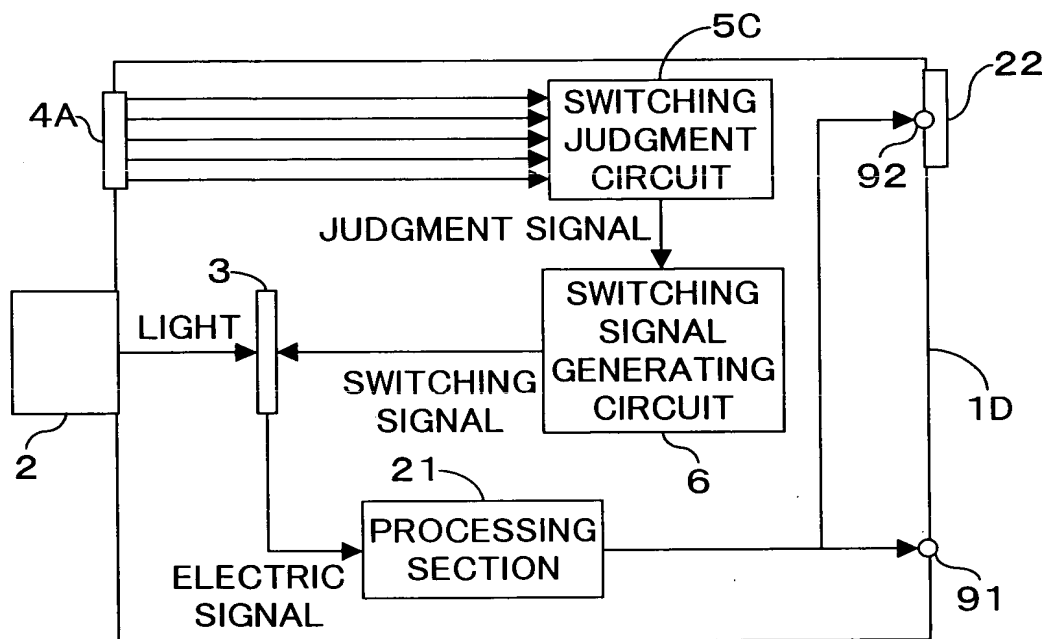 5C
22
4A
SWITCHING
JUDGMENT
CIRCUIT
92
JUDGMENT SIGNAL
3
LIGHT
SWITCHING
SIGNAL
GENERATING
CIRCUIT
SWITCHING
SIGNAL
1D
2
21
6
PROCESSING
SECTION
ELECTRIC
SIGNAL
91